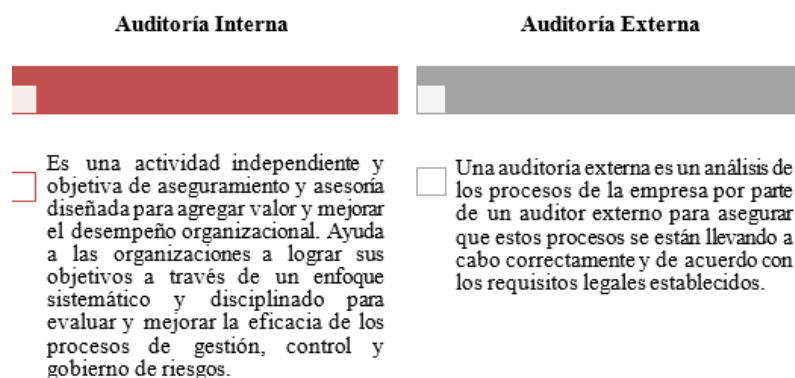 Auditoría Interna
Auditoría Externa
Es una actividad independiente y
objetiva de aseguramiento y asesoría
diseñada para agregar valor y mejorar
el desempeño organizacional. Ayuda
a las organizaciones a lograr sus
objetivos a través de un enfoque
sistemático y disciplinado para
evaluar y mejorar la eficacia de los
procesos de gestión, control y
gobierno de riesgos.
Una auditoría externa es un análisis de
los procesos de la empresa por parte
de un auditor externo para asegurar
que estos procesos se están llevando a
cabo correctamente y de acuerdo con
los requisitos legales establecidos.